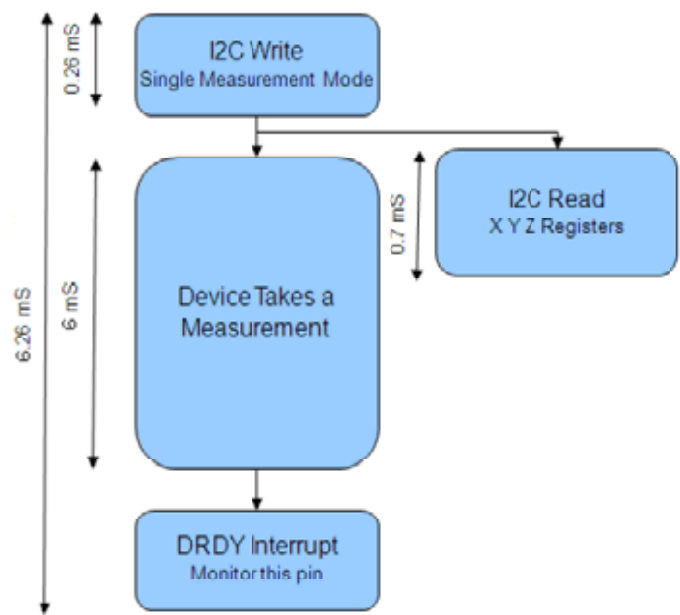 0.26 mS
I2C Write
Single Measurement Mode
I2C Read
X Y Z Registers
0.7 mS
6.26 mS
6 mS
Device Takes a
Measurement
DRDY Interrupt
Monitor this pin